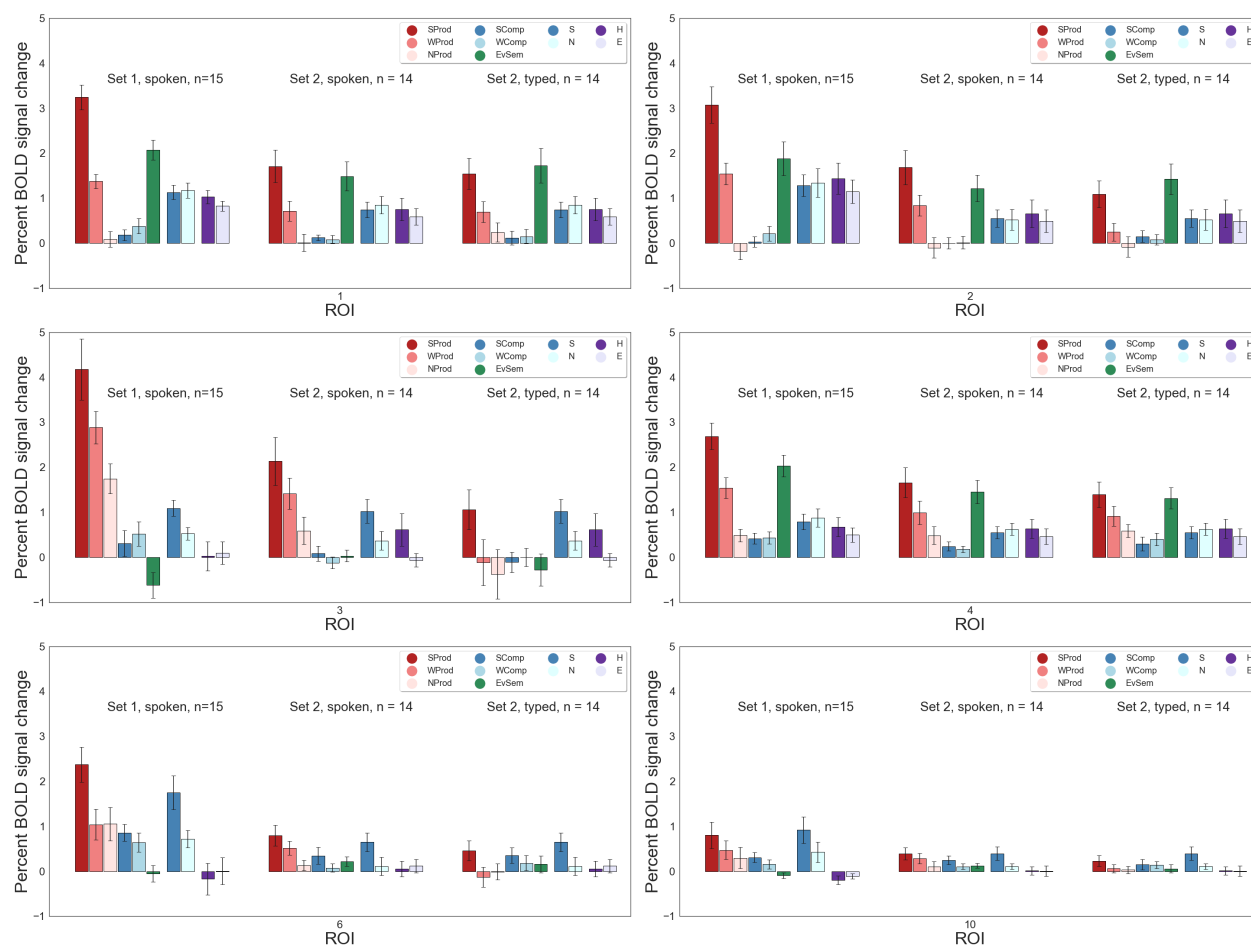 5
4
3
2
1
0
−1
Percent BOLD signal change
SProd SComp S H
WProd WComp N E
NProd EvSem
Set 1, spoken, n=15 Set 2, spoken, n = 14 Set 2, typed, n = 14
1
ROI
5
4
3
2
1
0
−1
Percent BOLD signal change
SProd SComp S H
WProd WComp N E
NProd EvSem
Set 1, spoken, n=15 Set 2, spoken, n = 14 Set 2, typed, n = 14
2
ROI
5
4
3
2
1
0
−1
Percent BOLD signal change
SProd SComp S H
WProd WComp N E
NProd EvSem
Set 1, spoken, n=15 Set 2, spoken, n = 14 Set 2, typed, n = 14
3
ROI
5
4
3
2
1
0
−1
Percent BOLD signal change
SProd SComp S H
WProd WComp N E
NProd EvSem
Set 1, spoken, n=15 Set 2, spoken, n = 14 Set 2, typed, n = 14
4
ROI
5
4
3
2
1
0
−1
Percent BOLD signal change
SProd SComp S H
WProd WComp N E
NProd EvSem
Set 1, spoken, n=15 Set 2, spoken, n = 14 Set 2, typed, n = 14
6
ROI
5
4
3
2
1
0
−1
Percent BOLD signal change
SProd SComp S H
WProd WComp N E
NProd EvSem
Set 1, spoken, n=15 Set 2, spoken, n = 14 Set 2, typed, n = 14
10
ROI